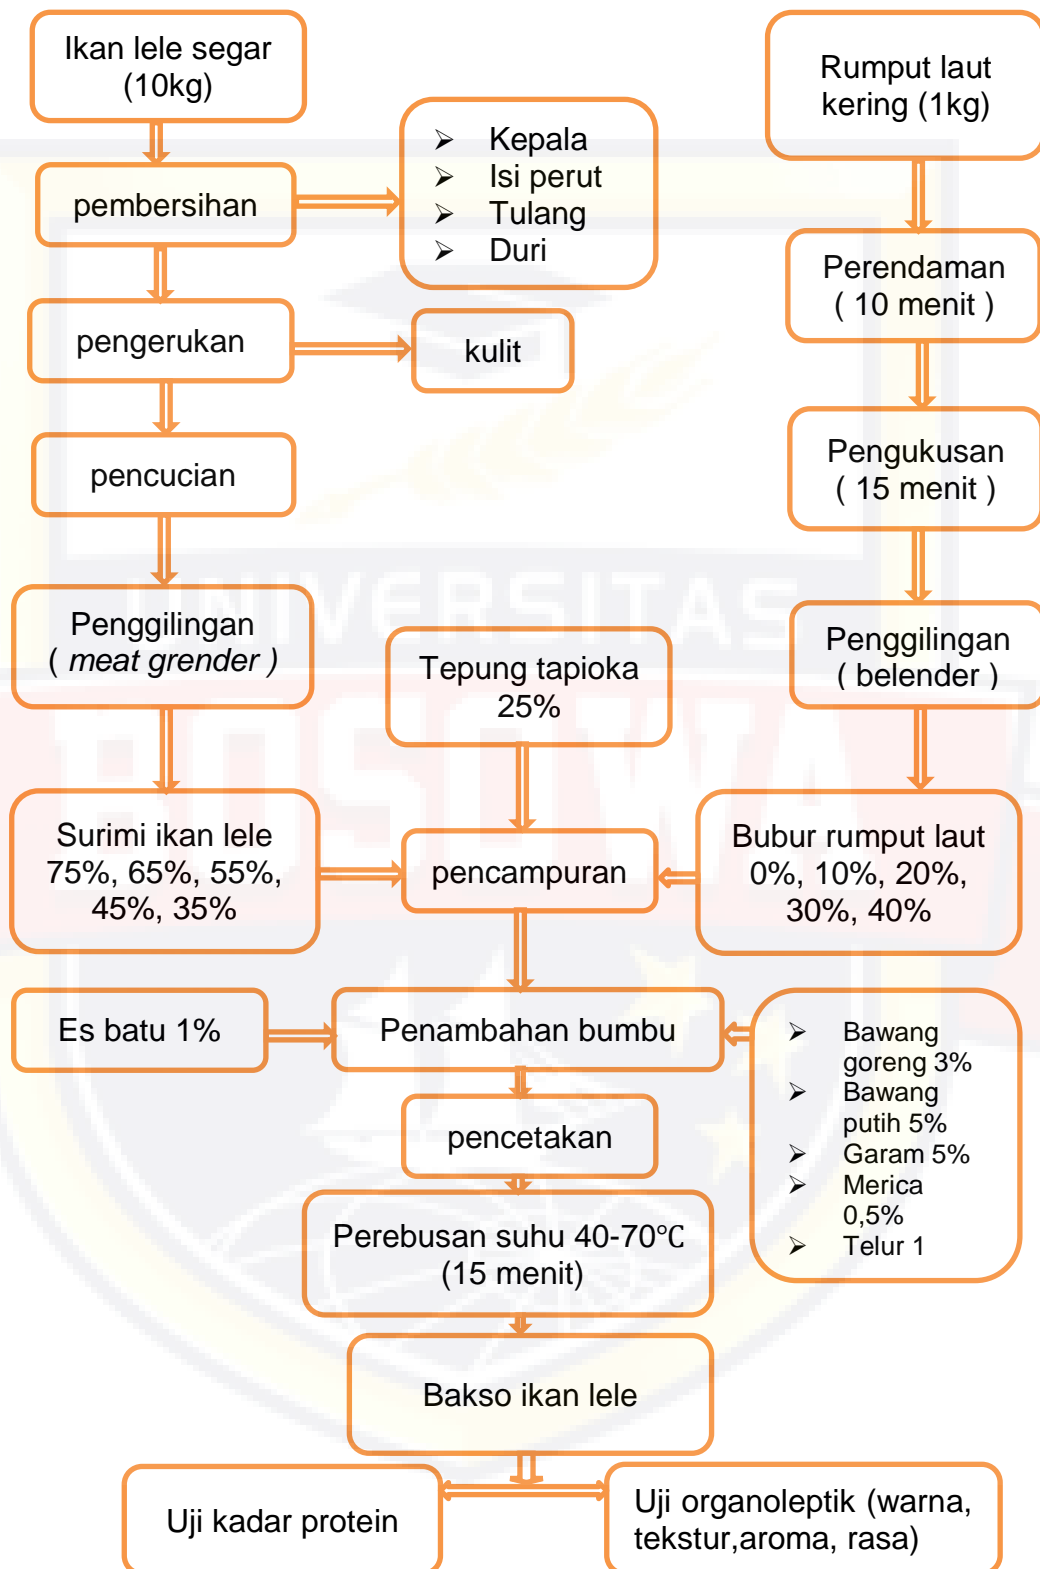 Ikan lele segar
(10kg)
Rumput laut
kering (1kg)
➢ Kepala
➢ Isi perut
➢ Tulang
➢ Duri
pembersihan
Perendaman
( 10 menit )
pengerukan
kulit
pencucian
Pengukusan
( 15 menit )
UNIVERSITAS
Penggilingan
( meat grender )
Tepung tapioka
25%
Penggilingan
( belender )
BOSOWA
Surimi ikan lele
75%, 65%, 55%,
45%, 35%
pencampuran
Bubur rumput laut
0%, 10%, 20%,
30%, 40%
Es batu 1%
Penambahan bumbu
➢ Bawang
goreng 3%
➢ Bawang
putih 5%
➢ Garam 5%
➢ Merica
0,5%
➢ Telur 1
pencetakan
Perebusan suhu 40-70℃
(15 menit)
Bakso ikan lele
Uji kadar protein
Uji organoleptik (warna,
tekstur,aroma, rasa)